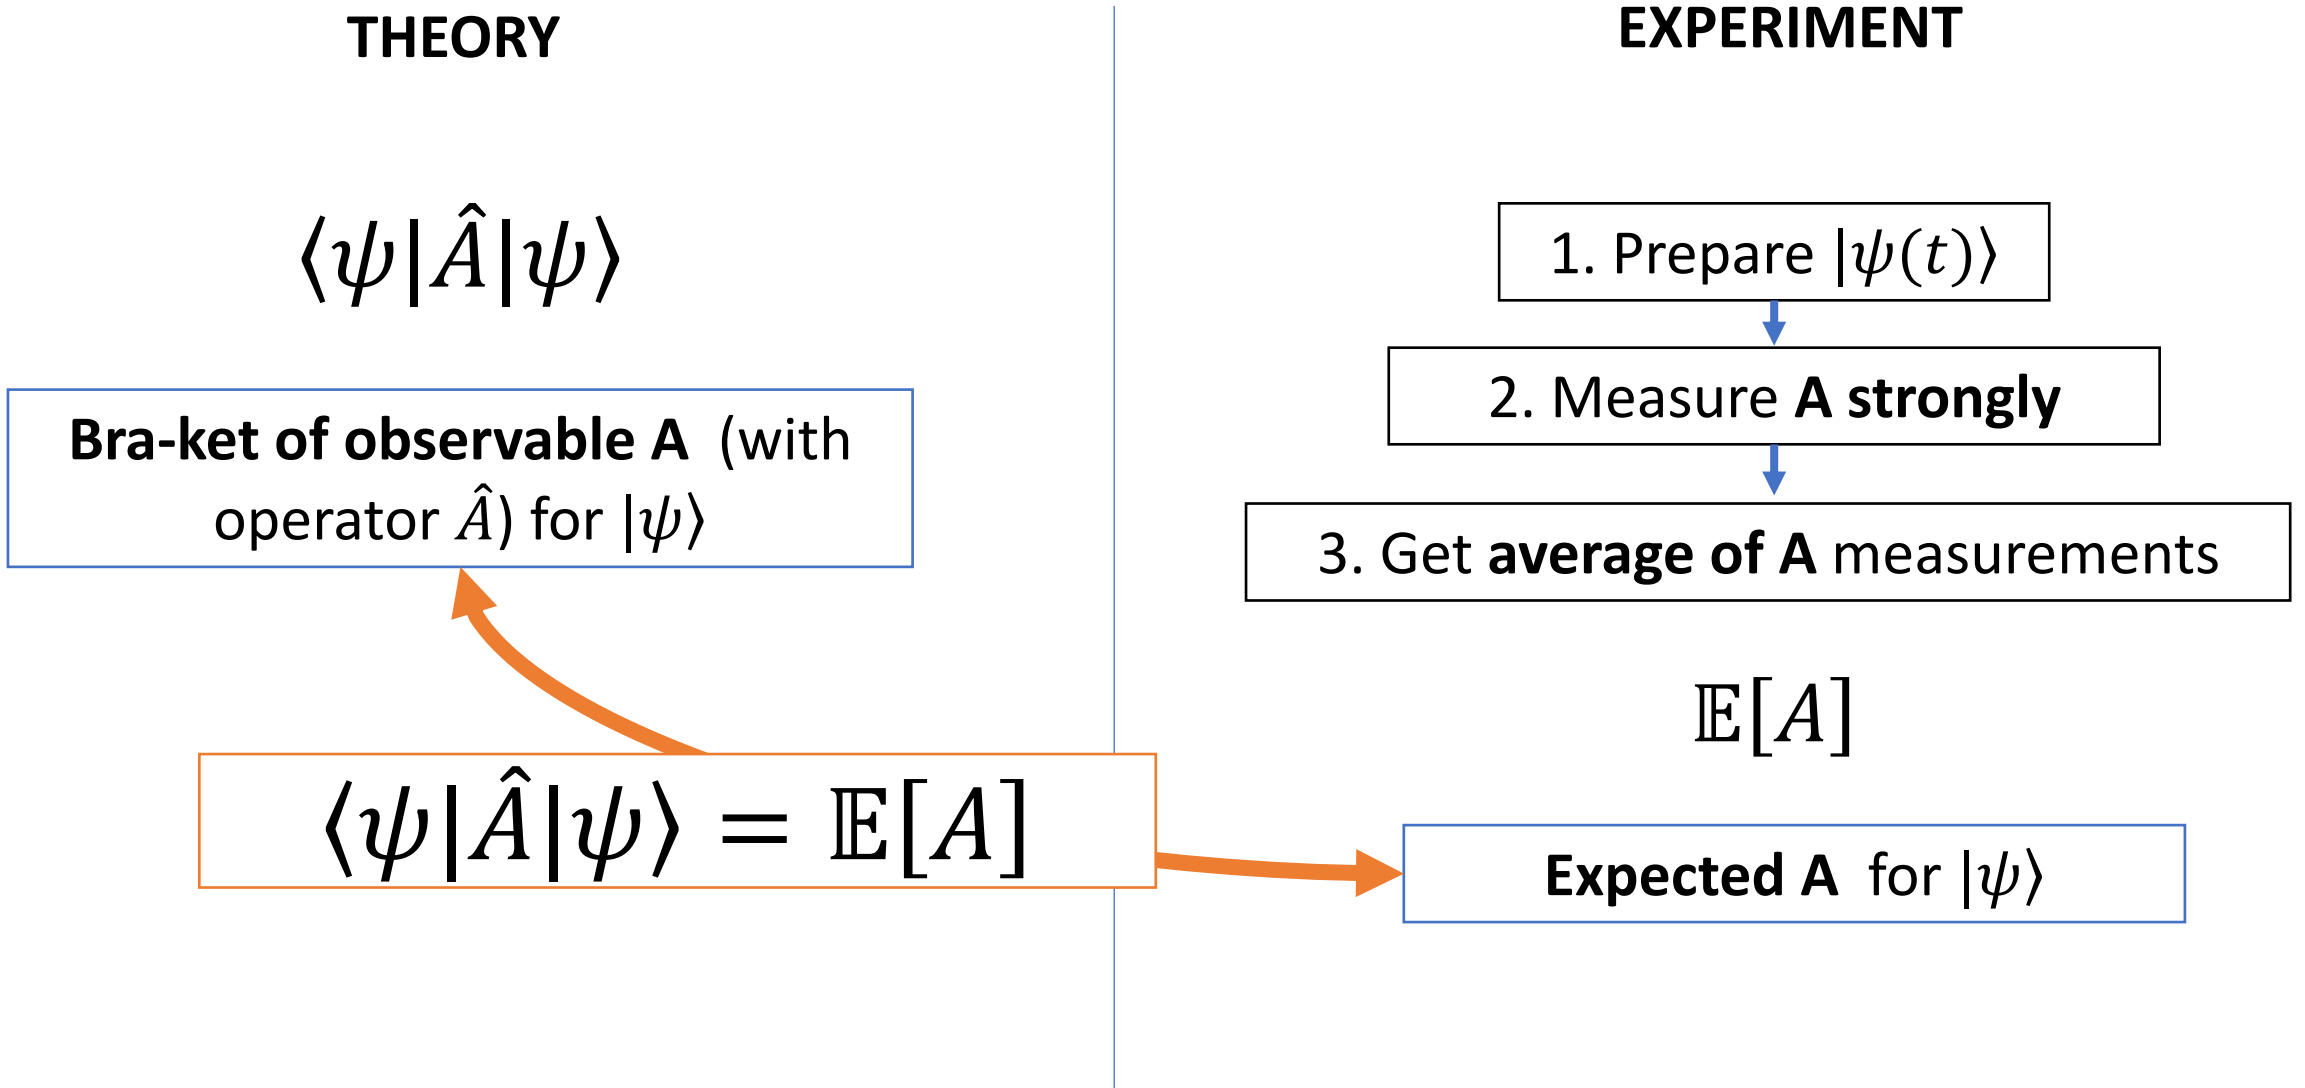 THEORY
⟨ψ|Â|ψ⟩
Bra-ket of observable A (with
operator Â) for |ψ⟩
⟨ψ|Â|ψ⟩ = 𝔼[A]
EXPERIMENT
1. Prepare |ψ(t)⟩
2. Measure A strongly
3. Get average of A measurements
𝔼[A]
Expected A for |ψ⟩